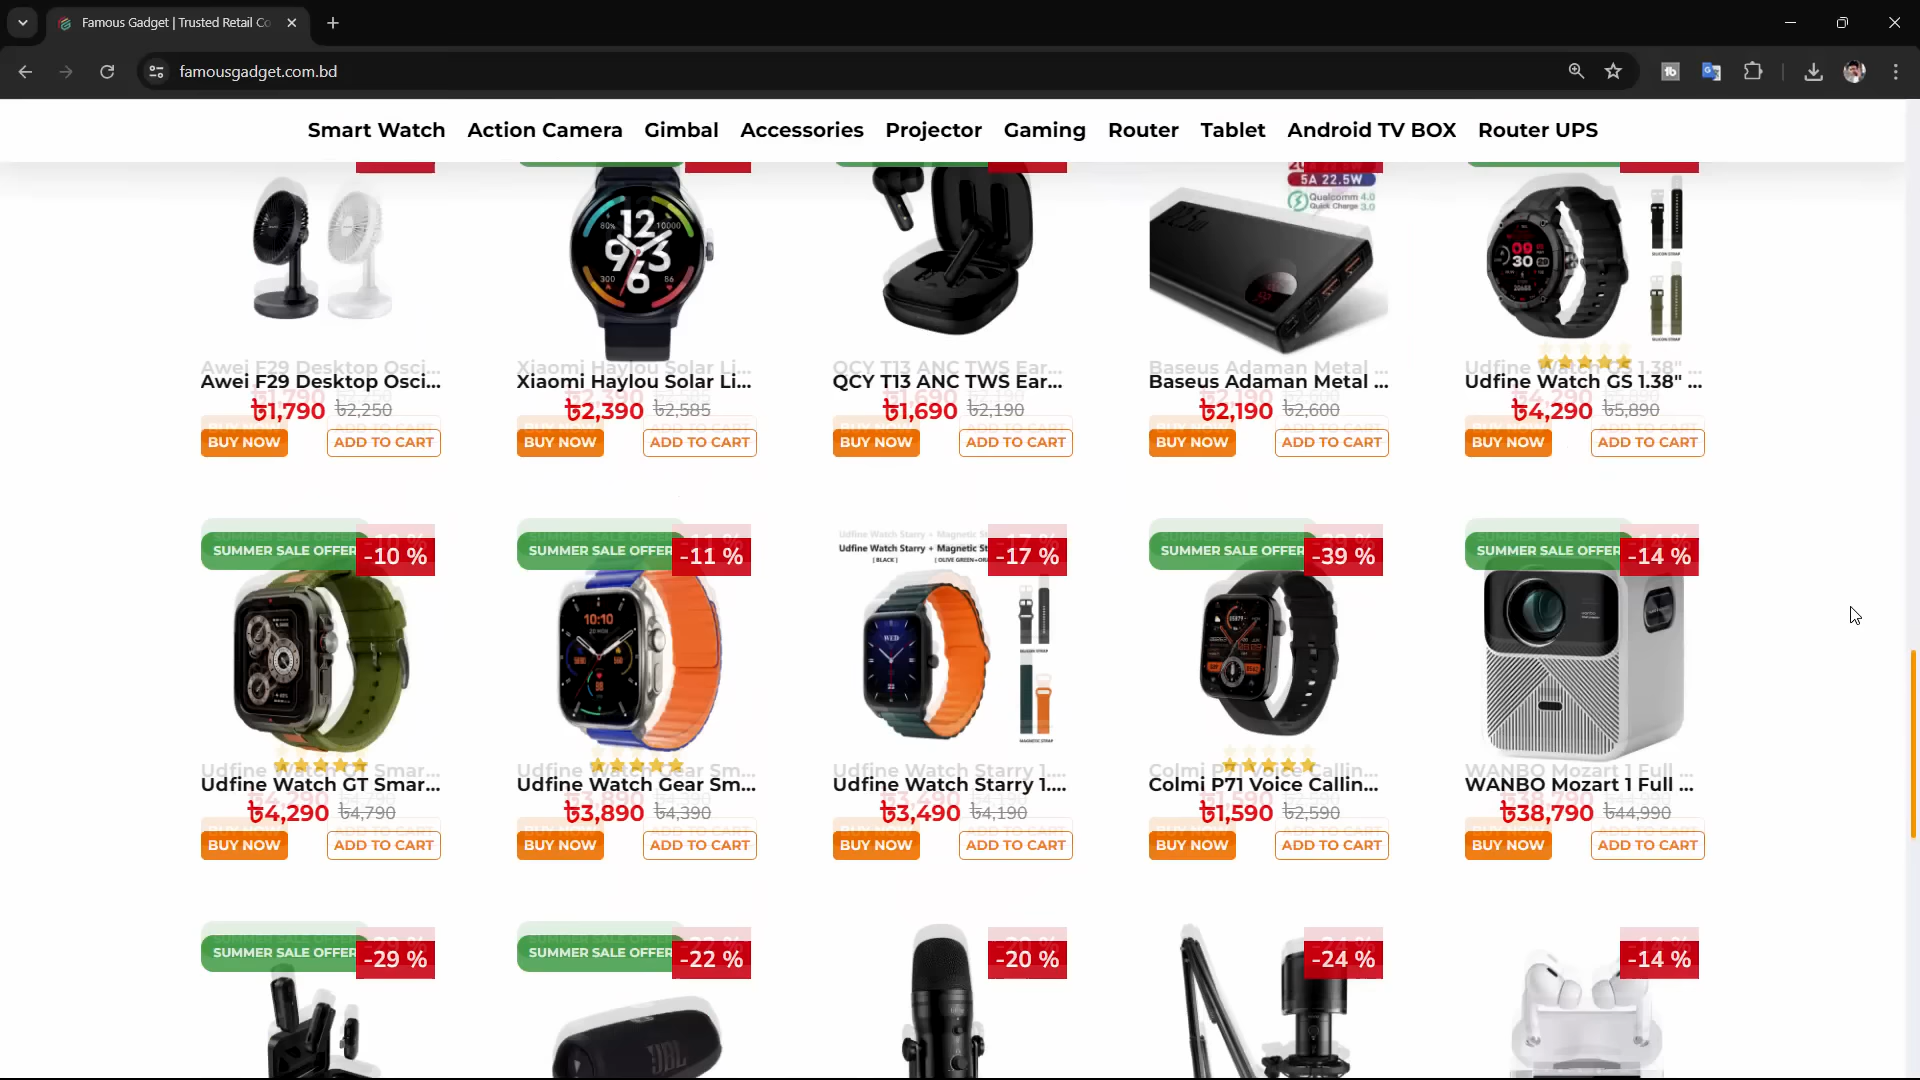 Famous Gadget | Trusted Retail Co
famousgadget.com.bd
Smart Watch Action Camera Gimbal Accessories Projector Gaming Router Tablet Android TV BOX Router UPS
5A 22.5W
Qualcomm 4.0
Quick Charge 3.0
Awei F29 Desktop Osci... Xiaomi Haylou Solar Li... QCY T13 ANC TWS Ear... Baseus Adaman Metal ... Udfine Watch GS 1.38" ...
৳1,790 ৳2,250 ৳2,390 ৳2,585 ৳1,690 ৳2,190 ৳2,190 ৳2,600 ৳4,290 ৳5,890
BUY NOW ADD TO CART BUY NOW ADD TO CART BUY NOW ADD TO CART BUY NOW ADD TO CART BUY NOW ADD TO CART
SUMMER SALE OFFER -10 % SUMMER SALE OFFER -11 % -17 % SUMMER SALE OFFER -39 % SUMMER SALE OFFER -14 %
Udfine Watch Starry + Magnetic
Udfine Watch GT Smar... Udfine Watch Gear Sm... Udfine Watch Starry 1.... Colmi P71 Voice Callin... WANBO Mozart 1 Full ...
৳4,290 ৳4,790 ৳3,890 ৳4,390 ৳3,490 ৳4,190 ৳1,590 ৳2,590 ৳38,790 ৳44,990
BUY NOW ADD TO CART BUY NOW ADD TO CART BUY NOW ADD TO CART BUY NOW ADD TO CART BUY NOW ADD TO CART
SUMMER SALE OFFER -29 % SUMMER SALE OFFER -22 % -20 % -24 % -14 %
JBL